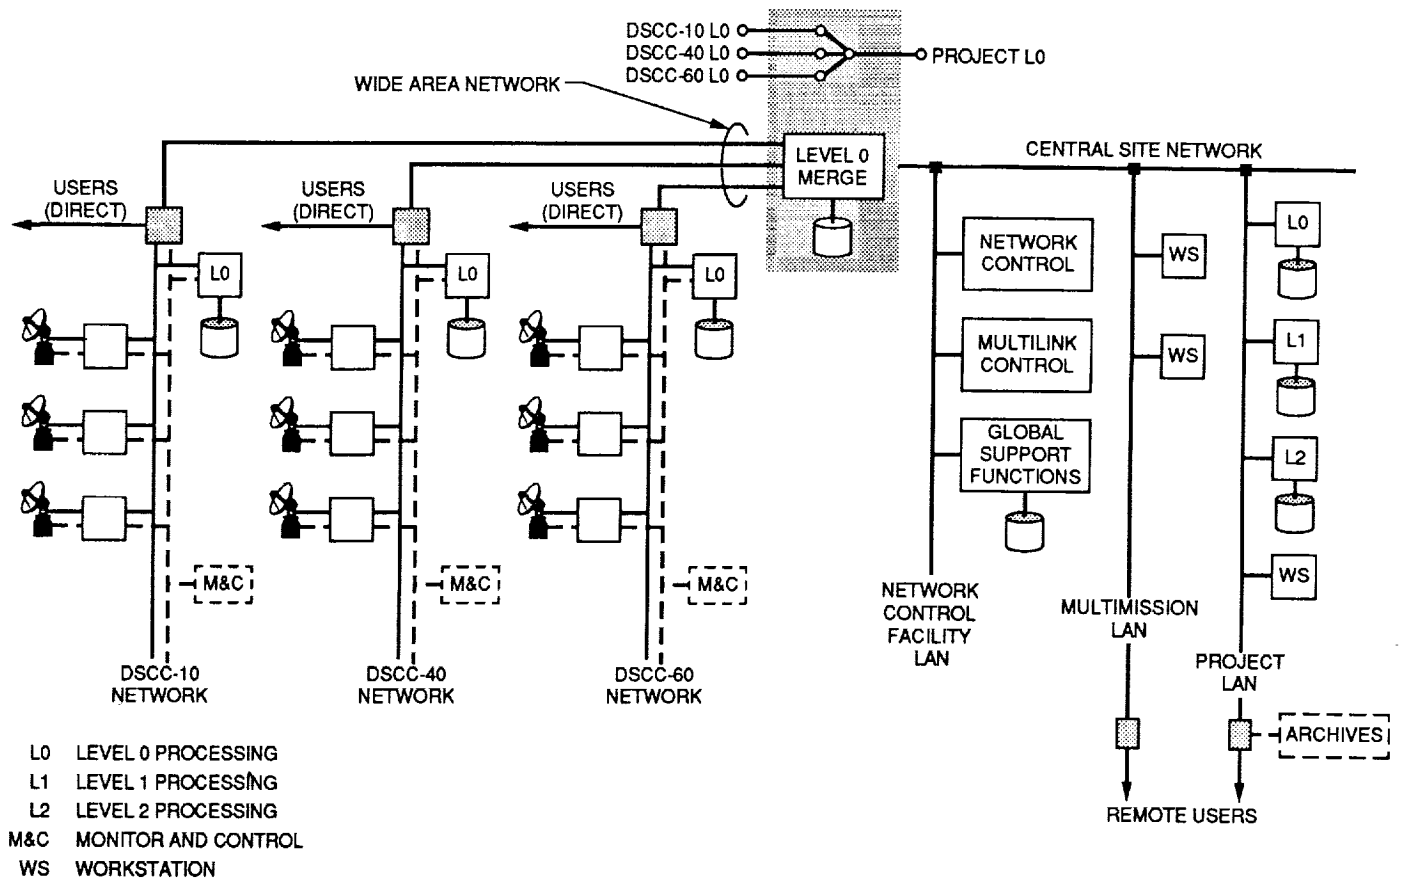 DSCC-10 L0
DSCC-40 L0
DSCC-60 L0
PROJECT L0
WIDE AREA NETWORK
LEVEL 0
MERGE
CENTRAL SITE NETWORK
USERS
(DIRECT)
USERS
(DIRECT)
USERS
(DIRECT)
L0
L0
L0
NETWORK
CONTROL
MULTILINK
CONTROL
GLOBAL
SUPPORT
FUNCTIONS
WS
WS
L0
L1
L2
WS
M&C
M&C
M&C
DSCC-10
NETWORK
DSCC-40
NETWORK
DSCC-60
NETWORK
NETWORK
CONTROL
FACILITY
LAN
MULTIMISSION
LAN
PROJECT
LAN
ARCHIVES
REMOTE USERS
L0 LEVEL 0 PROCESSING
L1 LEVEL 1 PROCESSING
L2 LEVEL 2 PROCESSING
M&C MONITOR AND CONTROL
WS WORKSTATION